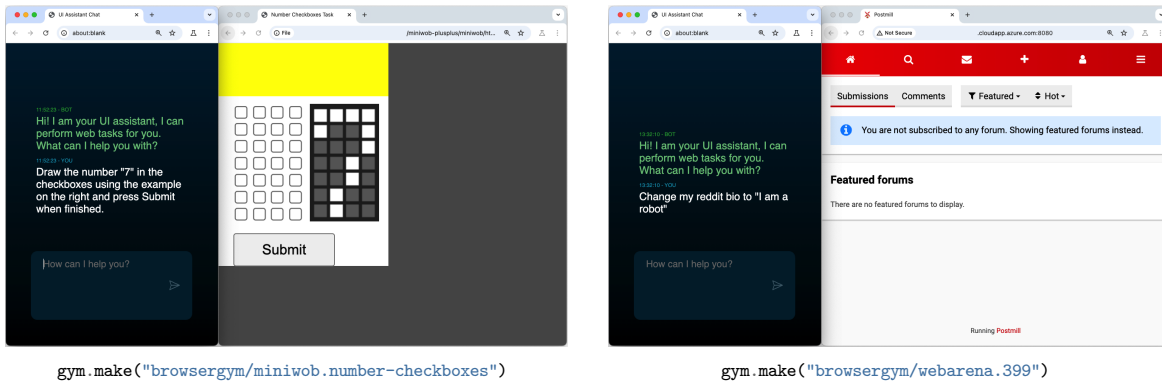 UI Assistant Chat
about:blank
11:52:23 - BOT
Hi! I am your UI assistant, I can
perform web tasks for you.
What can I help you with?
11:52:23 - YOU
Draw the number "7" in the
checkboxes using the example
on the right and press Submit
when finished.
How can I help you?
Number Checkboxes Task
File
/miniwob-plusplus/miniwob/ht...
Submit
gym.make("browsergym/miniwob.number-checkboxes")
UI Assistant Chat
about:blank
13:32:10 - BOT
Hi! I am your UI assistant, I can
perform web tasks for you.
What can I help you with?
13:32:10 - YOU
Change my reddit bio to "I am a
robot"
How can I help you?
Postmill
Not Secure
.cloudapp.azure.com:8080
Submissions Comments Featured Hot
You are not subscribed to any forum. Showing featured forums instead.
Featured forums
There are no featured forums to display.
Running Postmill
gym.make("browsergym/webarena.399")